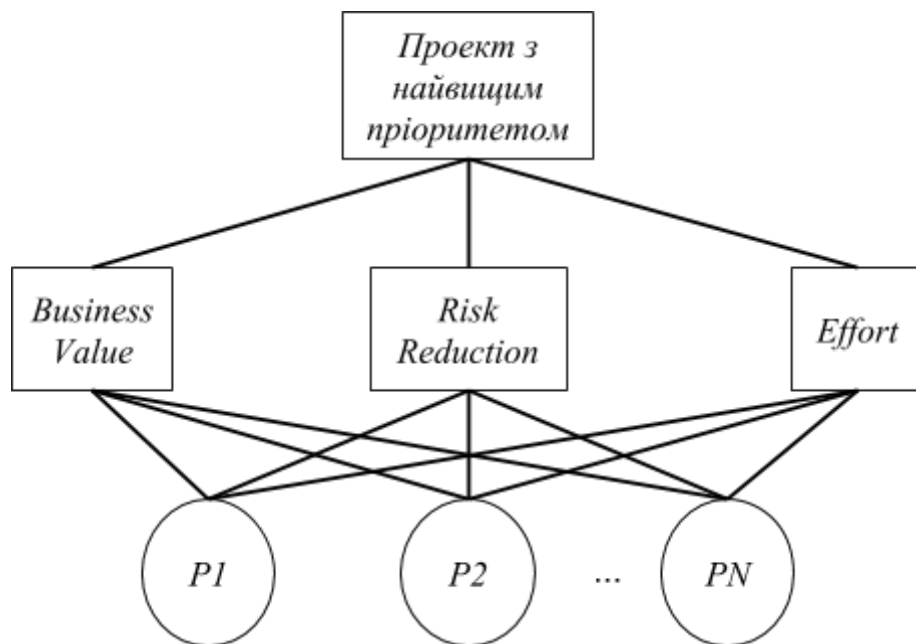 Проект з
найвищим
пріоритетом
Business
Value
Risk
Reduction
Effort
P1
P2
...
PN